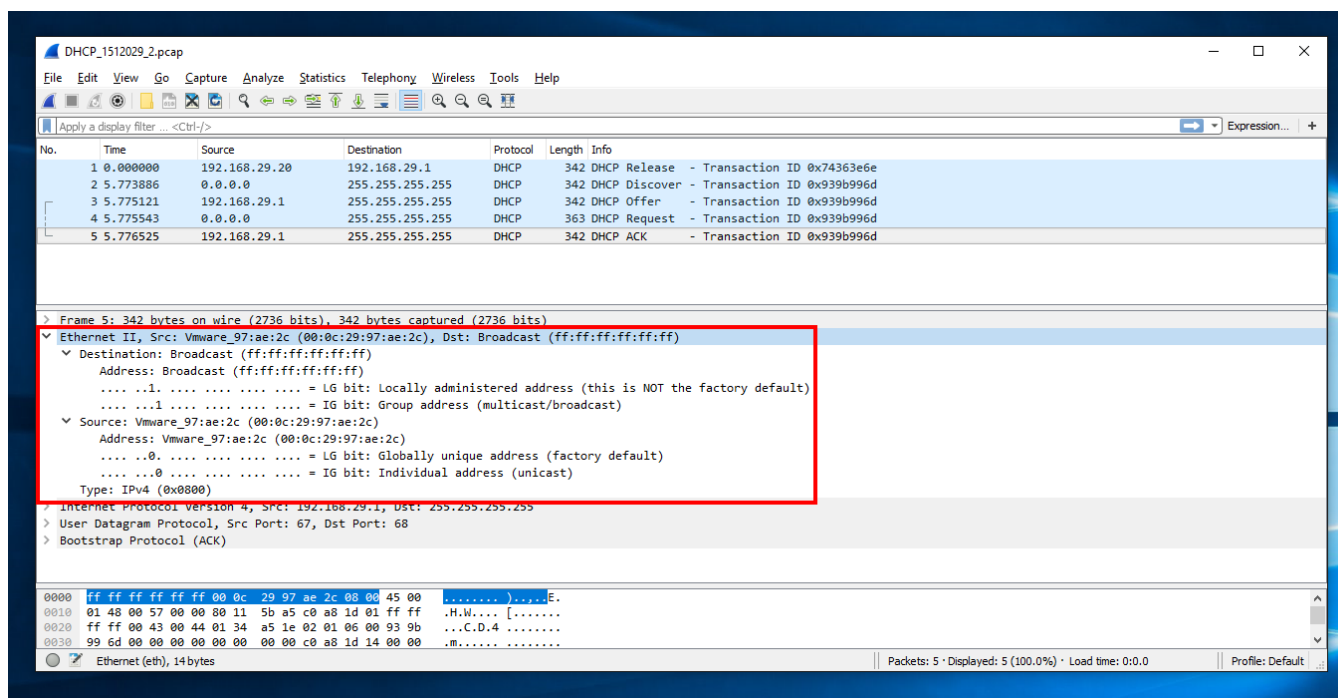 DHCP_1512029_2.pcap
File Edit View Go Capture Analyze Statistics Telephony Wireless Tools Help
Apply a display filter ... <Ctrl-/> Expression... +
No. Time Source Destination Protocol Length Info
1 0.000000 192.168.29.20 192.168.29.1 DHCP 342 DHCP Release - Transaction ID 0x74363e6e
2 5.773886 0.0.0.0 255.255.255.255 DHCP 342 DHCP Discover - Transaction ID 0x939b996d
3 5.775121 192.168.29.1 255.255.255.255 DHCP 342 DHCP Offer - Transaction ID 0x939b996d
4 5.775543 0.0.0.0 255.255.255.255 DHCP 363 DHCP Request - Transaction ID 0x939b996d
5 5.776525 192.168.29.1 255.255.255.255 DHCP 342 DHCP ACK - Transaction ID 0x939b996d
> Frame 5: 342 bytes on wire (2736 bits), 342 bytes captured (2736 bits)
Ethernet II, Src: Vmware_97:ae:2c (00:0c:29:97:ae:2c), Dst: Broadcast (ff:ff:ff:ff:ff:ff)
Destination: Broadcast (ff:ff:ff:ff:ff:ff)
Address: Broadcast (ff:ff:ff:ff:ff:ff)
.... ..1. .... .... .... .... = LG bit: Locally administered address (this is NOT the factory default)
.... ...1 .... .... .... .... = IG bit: Group address (multicast/broadcast)
Source: Vmware_97:ae:2c (00:0c:29:97:ae:2c)
Address: Vmware_97:ae:2c (00:0c:29:97:ae:2c)
.... ..0. .... .... .... .... = LG bit: Globally unique address (factory default)
.... ...0 .... .... .... .... = IG bit: Individual address (unicast)
Type: IPv4 (0x0800)
> Internet Protocol Version 4, Src: 192.168.29.1, Dst: 255.255.255.255
> User Datagram Protocol, Src Port: 67, Dst Port: 68
> Bootstrap Protocol (ACK)
0000 ff ff ff ff ff ff 00 0c 29 97 ae 2c 08 00 45 00 ........ )..,..E.
0010 01 48 00 57 00 00 80 11 5b a5 c0 a8 1d 01 ff ff .H.W.... [.......
0020 ff ff 00 43 00 44 01 34 a5 1e 02 01 06 00 93 9b ...C.D.4 ........
0030 99 6d 00 00 00 00 00 00 00 00 c0 a8 1d 14 00 00 .m...... ........
Ethernet (eth), 14 bytes Packets: 5 · Displayed: 5 (100.0%) · Load time: 0:0.0 Profile: Default